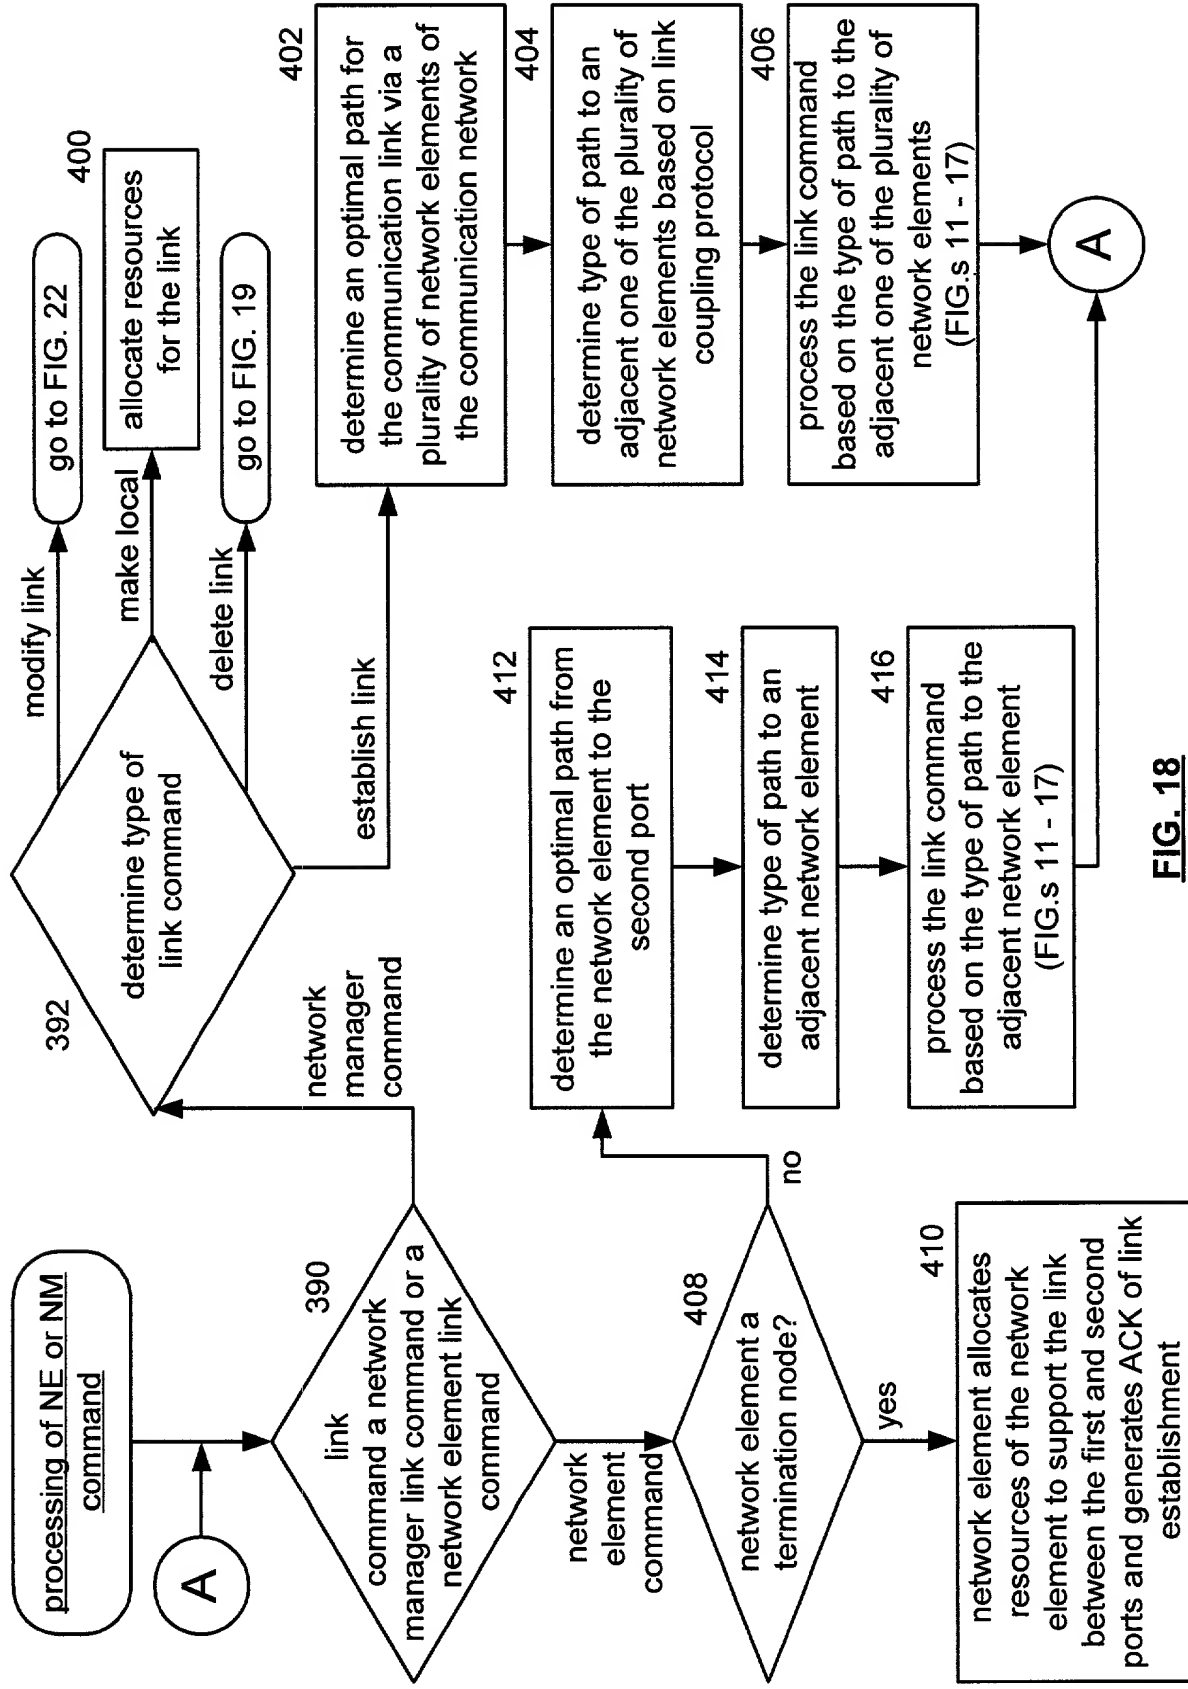 processing of NE or NM
command
A
390
link
command a network
manager link command or a
network element link
command
network
manager
command
network
element
command
392
determine type of
link command
modify link
go to FIG. 22
make local
400
allocate resources
for the link
delete link
go to FIG. 19
establish link
402
determine an optimal path for
the communication link via a
plurality of network elements of
the communication network
404
determine type of path to an
adjacent one of the plurality of
network elements based on link
coupling protocol
406
process the link command
based on the type of path to the
adjacent one of the plurality of
network elements
(FIG.s 11 - 17)
A
408
network element a
termination node?
no
yes
410
network element allocates
resources of the network
element to support the link
between the first and second
ports and generates ACK of link
establishment
412
determine an optimal path from
the network element to the
second port
414
determine type of path to an
adjacent network element
416
process the link command
based on the type of path to the
adjacent network element
(FIG.s 11 - 17)
FIG. 18